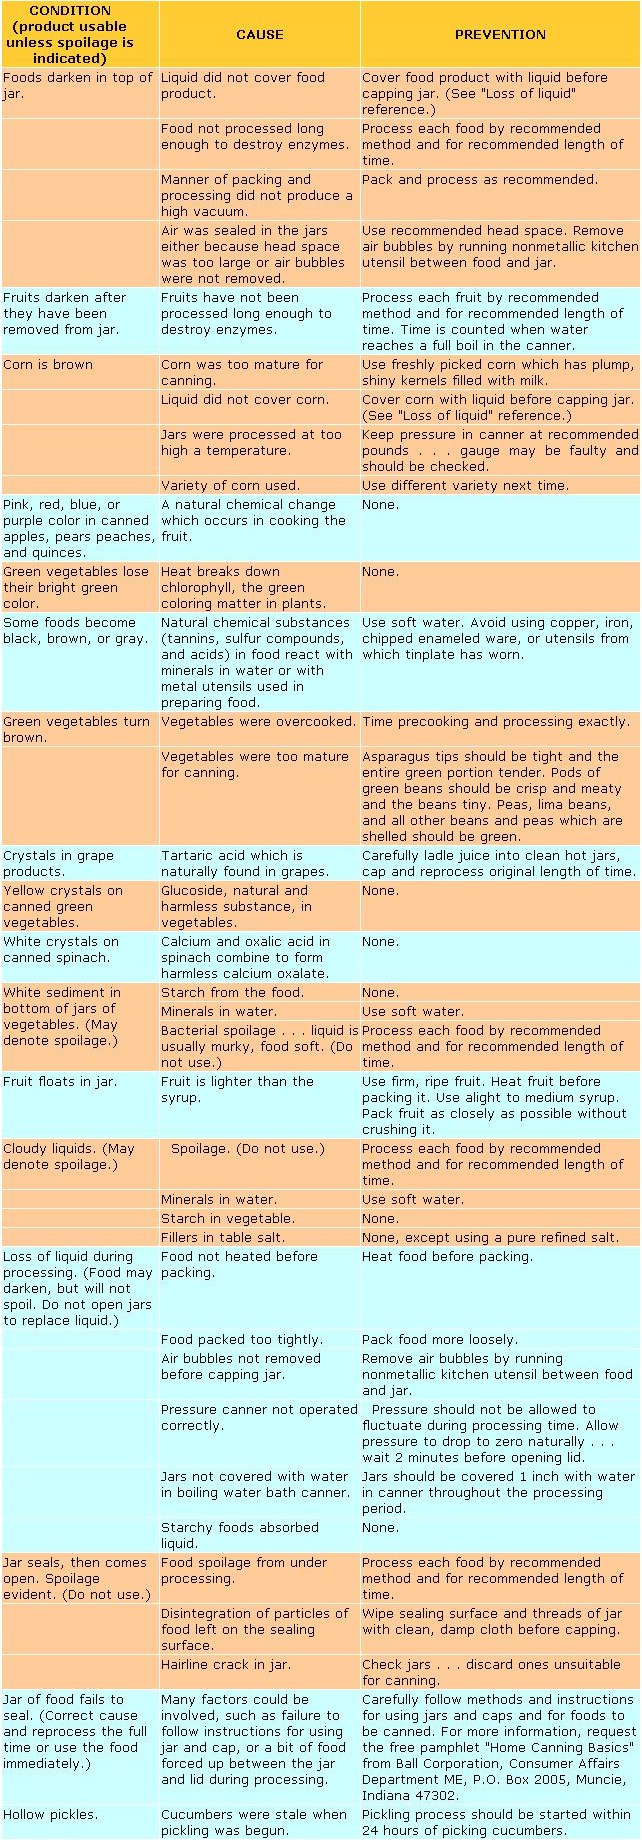 CONDITION
(product usable
unless spoilage is
indicated)
CAUSE
PREVENTION
Foods darken in top of
jar.
Liquid did not cover food
product.
Cover food product with liquid before
capping jar. (See "Loss of liquid"
reference.)
Food not processed long
enough to destroy enzymes.
Process each food by recommended
method and for recommended length of
time.
Manner of packing and
processing did not produce a
high vacuum.
Pack and process as recommended.
Air was sealed in the jars
either because head space
was too large or air bubbles
were not removed.
Use recommended head space. Remove
air bubbles by running nonmetallic kitchen
utensil between food and jar.
Fruits darken after
they have been
removed from jar.
Fruits have not been
processed long enough to
destroy enzymes.
Process each fruit by recommended
method and for recommended length of
time. Time is counted when water
reaches a full boil in the canner.
Corn is brown
Corn was too mature for
canning.
Use freshly picked corn which has plump,
shiny kernels filled with milk.
Liquid did not cover corn.
Cover corn with liquid before capping jar.
(See "Loss of liquid" reference.)
Jars were processed at too
high a temperature.
Keep pressure in canner at recommended
pounds . . . gauge may be faulty and
should be checked.
Variety of corn used.
Use different variety next time.
Pink, red, blue, or
purple color in canned
apples, pears peaches,
and quinces.
A natural chemical change
which occurs in cooking the
fruit.
None.
Green vegetables lose
their bright green
color.
Heat breaks down
chlorophyll, the green
coloring matter in plants.
None.
Some foods become
black, brown, or gray.
Natural chemical substances
(tannins, sulfur compounds,
and acids) in food react with
minerals in water or with
metal utensils used in
preparing food.
Use soft water. Avoid using copper, iron,
chipped enameled ware, or utensils from
which tinplate has worn.
Green vegetables turn
brown.
Vegetables were overcooked.
Time precooking and processing exactly.
Vegetables were too mature
for canning.
Asparagus tips should be tight and the
entire green portion tender. Pods of
green beans should be crisp and meaty
and the beans tiny. Peas, lima beans,
and all other beans and peas which are
shelled should be green.
Crystals in grape
products.
Tartaric acid which is
naturally found in grapes.
Carefully ladle juice into clean hot jars,
cap and reprocess original length of time.
Yellow crystals on
canned green
vegetables.
Glucoside, natural and
harmless substance, in
vegetables.
None.
White crystals on
canned spinach.
Calcium and oxalic acid in
spinach combine to form
harmless calcium oxalate.
None.
White sediment in
bottom of jars of
vegetables. (May
denote spoilage.)
Starch from the food.
None.
Minerals in water.
Use soft water.
Bacterial spoilage . . . liquid is
usually murky, food soft. (Do
not use.)
Process each food by recommended
method and for recommended length of
time.
Fruit floats in jar.
Fruit is lighter than the
syrup.
Use firm, ripe fruit. Heat fruit before
packing it. Use alight to medium syrup.
Pack fruit as closely as possible without
crushing it.
Cloudy liquids. (May
denote spoilage.)
Spoilage. (Do not use.)
Process each food by recommended
method and for recommended length of
time.
Minerals in water.
Use soft water.
Starch in vegetable.
None.
Fillers in table salt.
None, except using a pure refined salt.
Loss of liquid during
processing. (Food may
darken, but will not
spoil. Do not open jars
to replace liquid.)
Food not heated before
packing.
Heat food before packing.
Food packed too tightly.
Pack food more loosely.
Air bubbles not removed
before capping jar.
Remove air bubbles by running
nonmetallic kitchen utensil between food
and jar.
Pressure canner not operated
correctly.
Pressure should not be allowed to
fluctuate during processing time. Allow
pressure to drop to zero naturally . . .
wait 2 minutes before opening lid.
Jars not covered with water
in boiling water bath canner.
Jars should be covered 1 inch with water
in canner throughout the processing
period.
Starchy foods absorbed
liquid.
None.
Jar seals, then comes
open. Spoilage
evident. (Do not use.)
Food spoilage from under
processing.
Process each food by recommended
method and for recommended length of
time.
Disintegration of particles of
food left on the sealing
surface.
Wipe sealing surface and threads of jar
with clean, damp cloth before capping.
Hairline crack in jar.
Check jars . . . discard ones unsuitable
for canning.
Jar of food fails to
seal. (Correct cause
and reprocess the full
time or use the food
immediately.)
Many factors could be
involved, such as failure to
follow instructions for using
jar and cap, or a bit of food
forced up between the jar
and lid during processing.
Carefully follow methods and instructions
for using jars and caps and for foods to
be canned. For more information, request
the free pamphlet "Home Canning Basics"
from Ball Corporation, Consumer Affairs
Department ME, P.O. Box 2005, Muncie,
Indiana 47302.
Hollow pickles.
Cucumbers were stale when
pickling was begun.
Pickling process should be started within
24 hours of picking cucumbers.